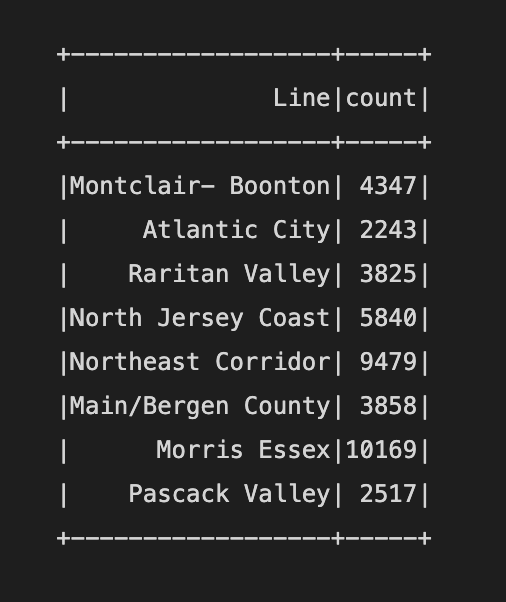 +------------------+-----+
|              Line|count|
+------------------+-----+
|Montclair- Boonton| 4347|
|     Atlantic City| 2243|
|    Raritan Valley| 3825|
|North Jersey Coast| 5840|
|Northeast Corridor| 9479|
|Main/Bergen County| 3858|
|      Morris Essex|10169|
|    Pascack Valley| 2517|
+------------------+-----+